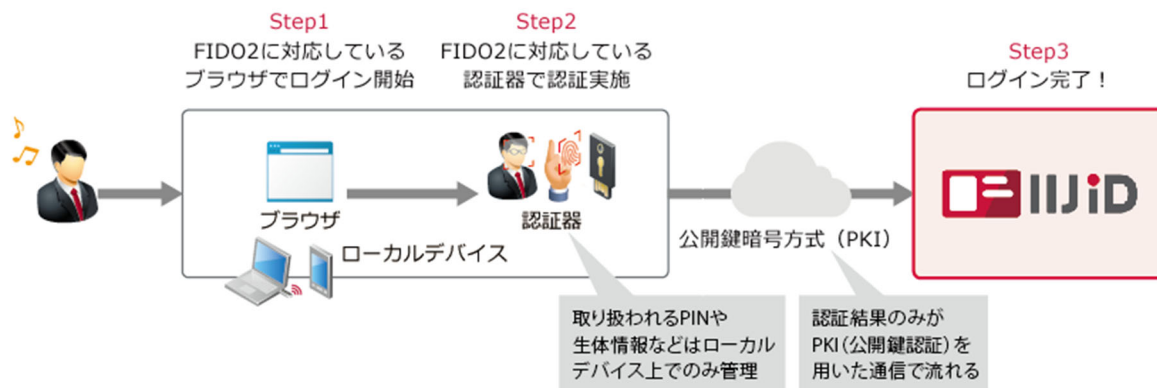 Step1
FIDO2に対応している
ブラウザでログイン開始
Step2
FIDO2に対応している
認証器で認証実施
Step3
ログイン完了！
ブラウザ
認証器
ローカルデバイス
公開鍵暗号方式（PKI）
IIJiD
取り扱われるPINや
生体情報などはローカル
デバイス上でのみ管理
認証結果のみが
PKI（公開鍵認証）を
用いた通信で流れる